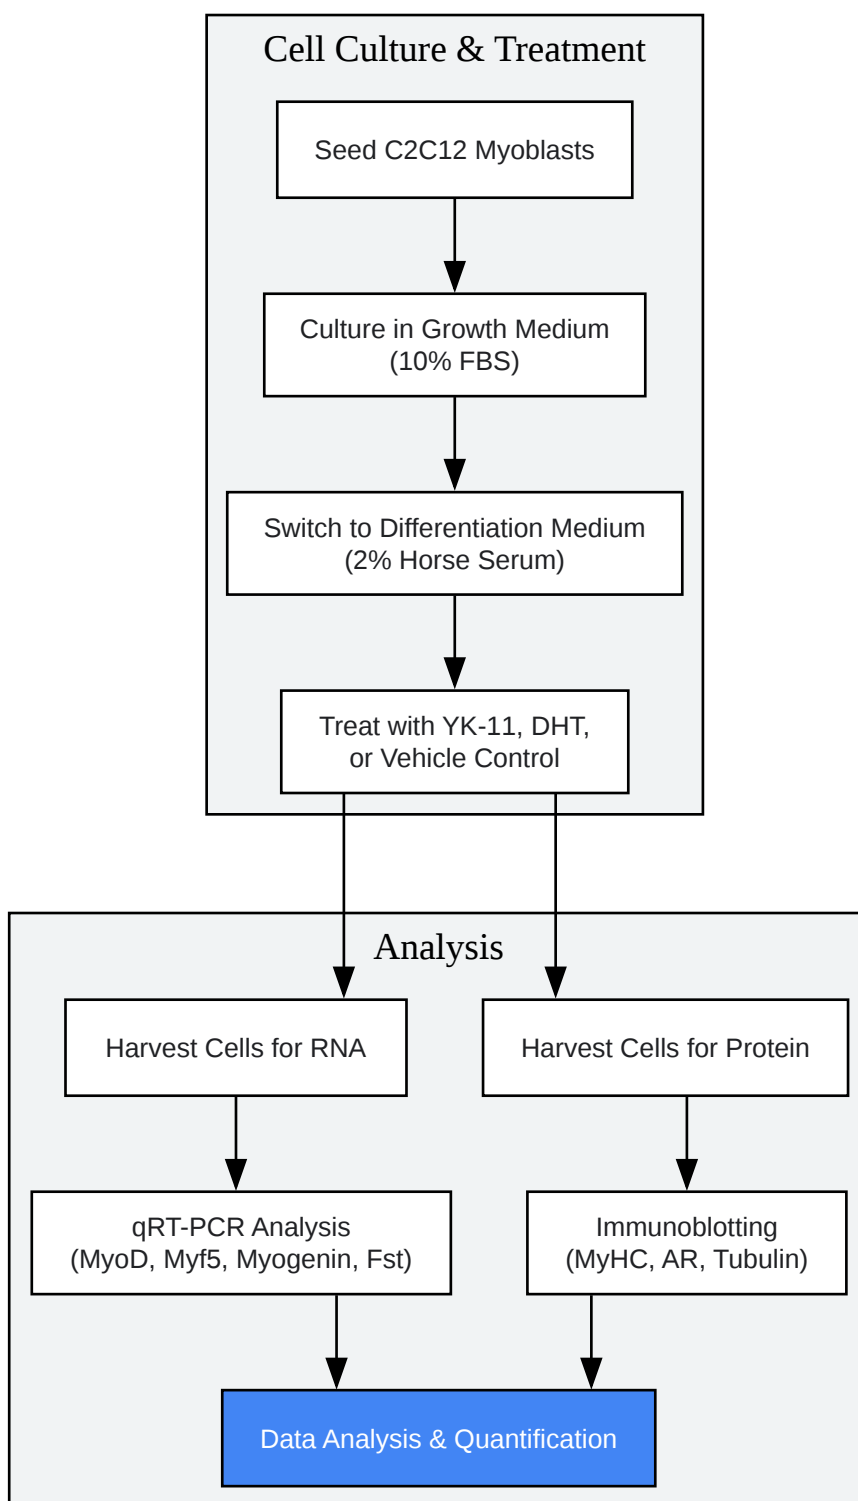 Cell Culture & Treatment
Seed C2C12 Myoblasts
Culture in Growth Medium
(10% FBS)
Switch to Differentiation Medium
(2% Horse Serum)
Treat with YK-11, DHT,
or Vehicle Control
Analysis
Harvest Cells for RNA
Harvest Cells for Protein
qRT-PCR Analysis
(MyoD, Myf5, Myogenin, Fst)
Immunoblotting
(MyHC, AR, Tubulin)
Data Analysis & Quantification